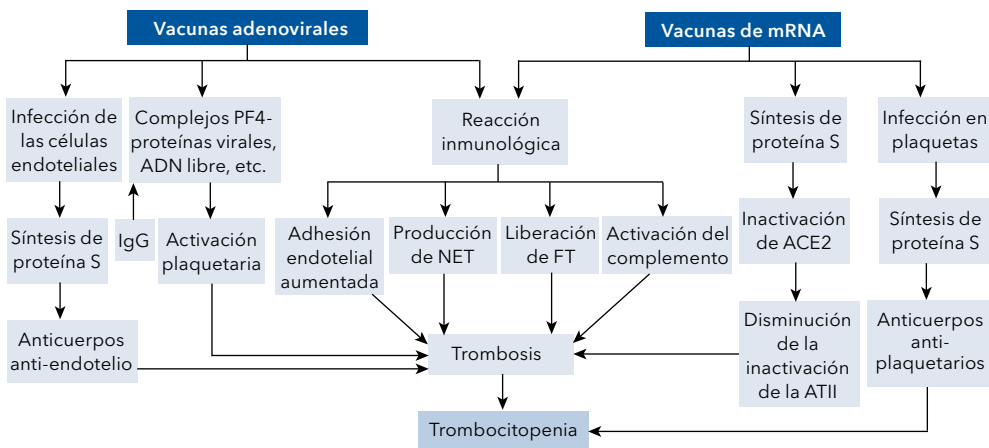 Vacunas adenovirales
Vacunas de mRNA
Infección de
las células
endoteliales
Complejos PF4-
proteínas virales,
ADN libre, etc.
Reacción
inmunológica
Síntesis de
proteína S
Infección en
plaquetas
Síntesis de
proteína S
IgG
Activación
plaquetaria
Adhesión
endotelial
aumentada
Producción
de NET
Liberación
de FT
Activación del
complemento
Inactivación
de ACE2
Síntesis de
proteína S
Anticuerpos
anti-endotelio
Trombosis
Disminución
de la
inactivación
de la ATII
Anticuerpos
anti-
plaquetarios
Trombocitopenia